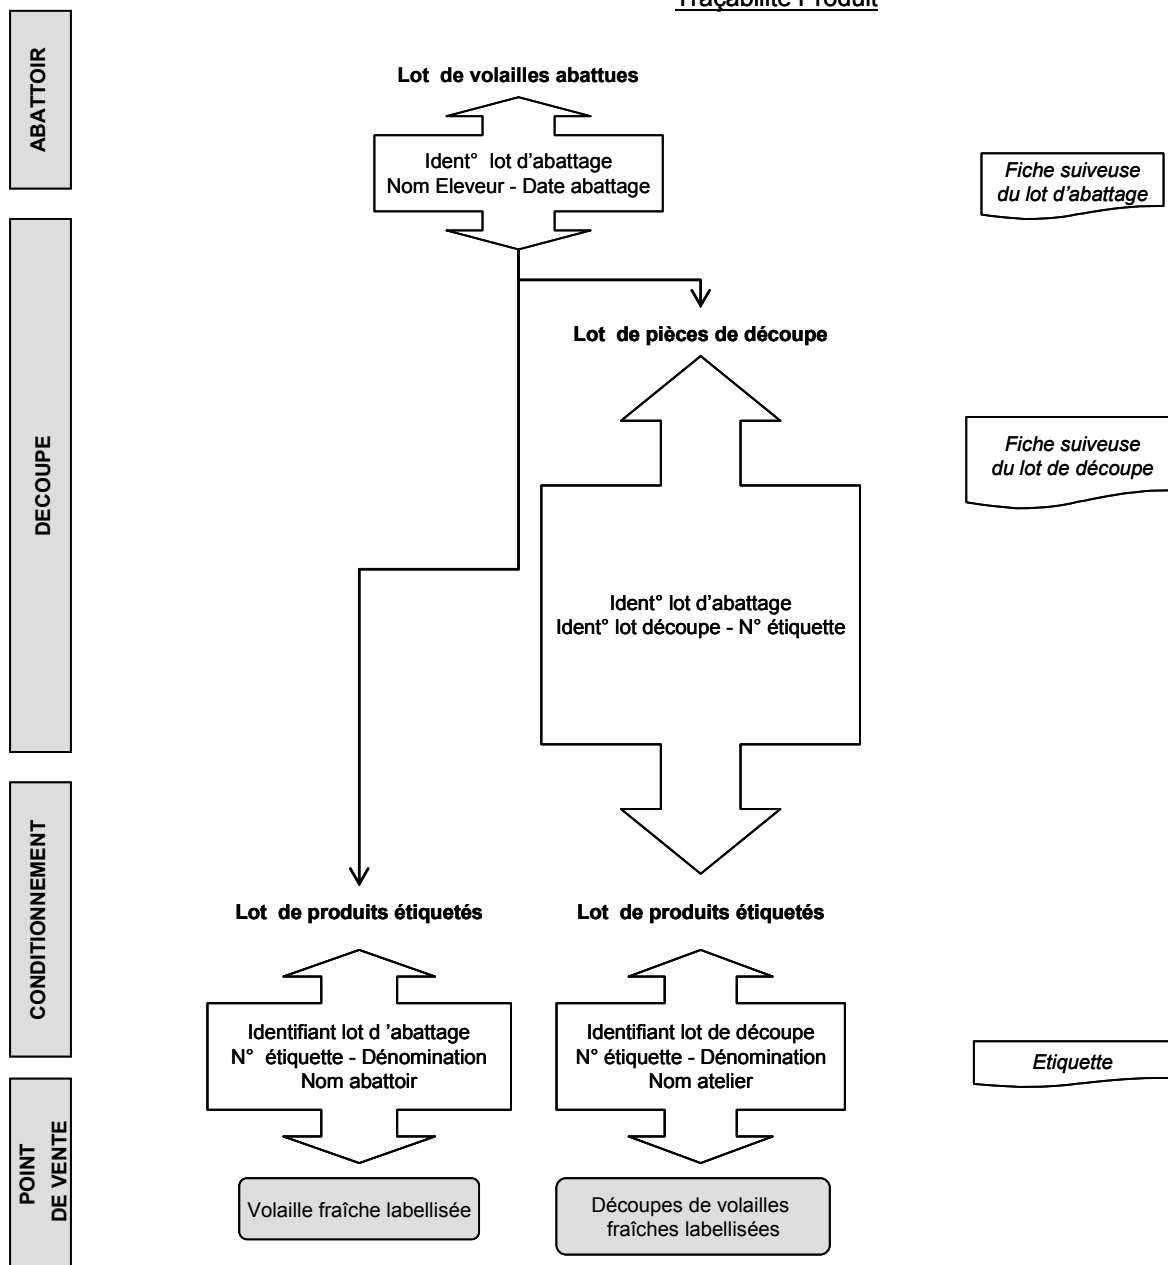 Traçabilité Produit
ABATTOIR
Lot de volailles abattues
Ident° lot d'abattage
Nom Eleveur - Date abattage
Fiche suiveuse
du lot d'abattage
DECOUPE
Lot de pièces de découpe
Fiche suiveuse
du lot de découpe
Ident° lot d'abattage
Ident° lot découpe - N° étiquette
CONDITIONNEMENT
Lot de produits étiquetés
Lot de produits étiquetés
Identifiant lot d 'abattage
N° étiquette - Dénomination
Nom abattoir
Identifiant lot de découpe
N° étiquette - Dénomination
Nom atelier
Etiquette
POINT
DE VENTE
Volaille fraîche labellisée
Découpes de volailles
fraîches labellisées